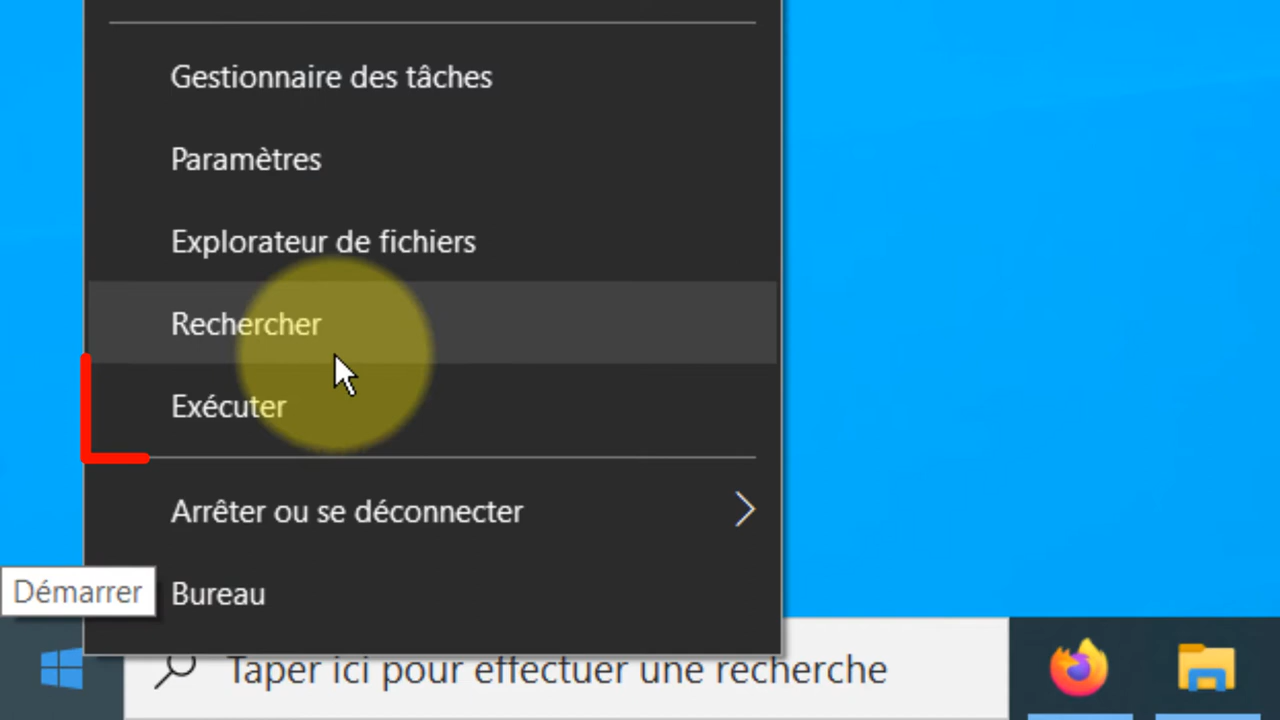 Gestionnaire des tâches
Paramètres
Explorateur de fichiers
Rechercher
Exécuter
Arrêter ou se déconnecter
Démarrer
Bureau
Taper ici pour effectuer une recherche